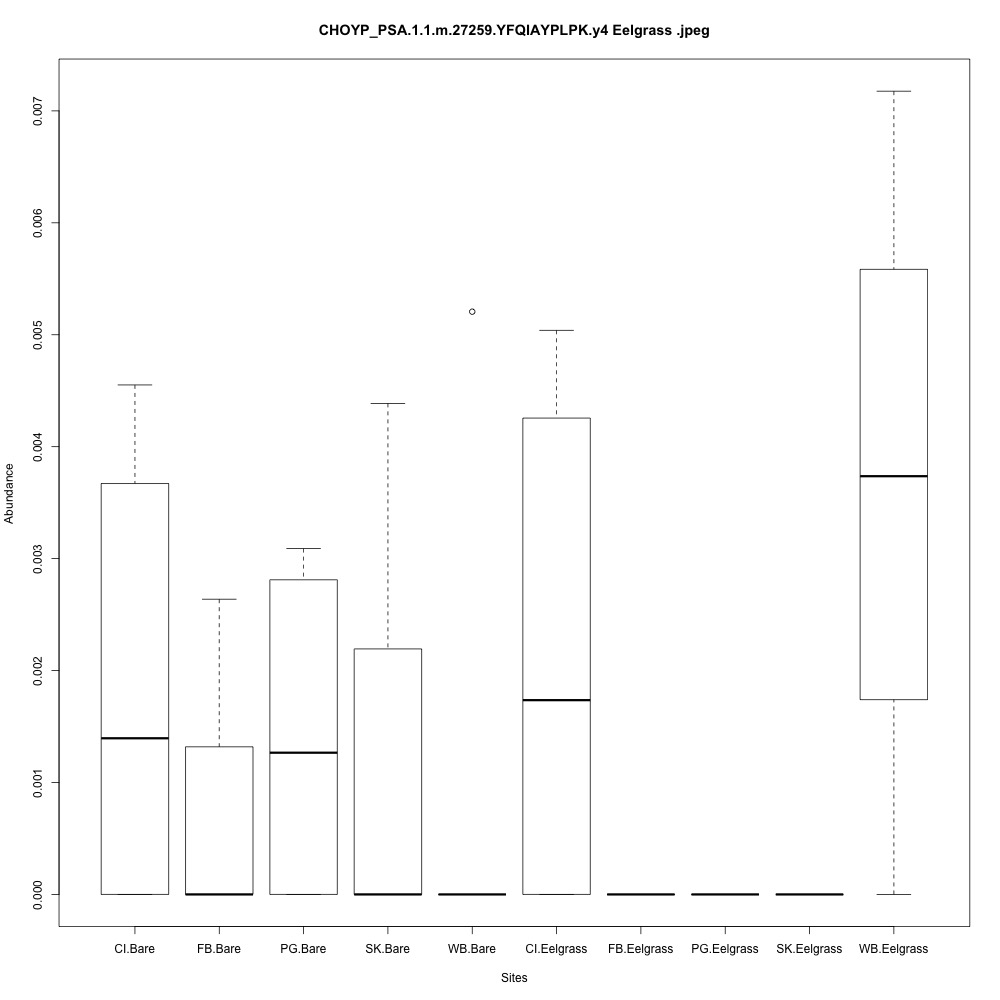 CHOYP_PSA.1.1.m.27259.YFQIAYPLPK.y4 Eelgrass .jpeg
0.007
0.006
0.005
0.004
0.003
0.002
0.001
0.000
Abundance
CI.Bare FB.Bare PG.Bare SK.Bare WB.Bare CI.Eelgrass FB.Eelgrass PG.Eelgrass SK.Eelgrass WB.Eelgrass
Sites